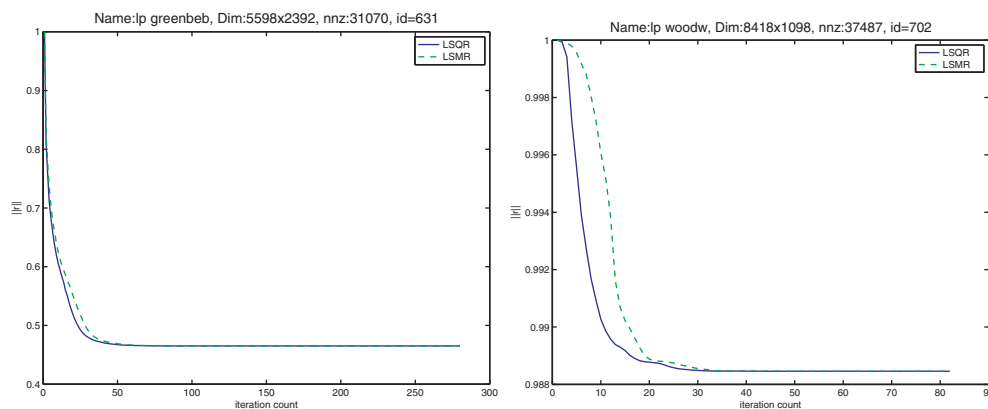 Name:lp greenbeb, Dim:5598x2392, nnz:31070, id=631
1
0.9
0.8
0.7
0.6
0.5
0.4
||r||
LSQR
LSMR
0 50 100 150 200 250 300
iteration count
Name:lp woodw, Dim:8418x1098, nnz:37487, id=702
1
0.998
0.996
0.994
0.992
0.99
0.988
||r||
LSQR
LSMR
0 10 20 30 40 50 60 70 80 90
iteration count